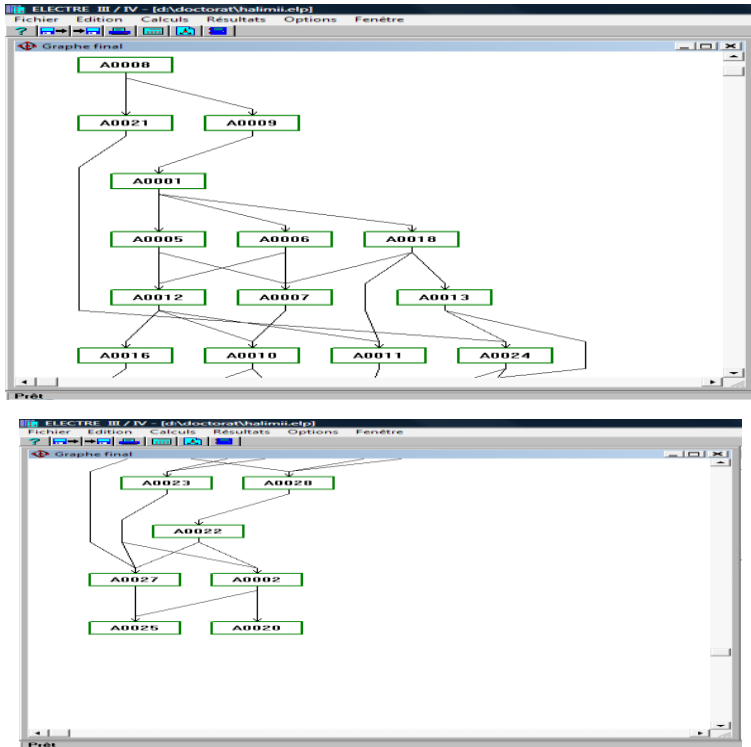 ELECTRE III / IV - [d:\doctorat\halimii.elp]
Fichier Edition Calculs Résultats Options Fenêtre
?
Graphe final
A0008
A0021 A0009
A0001
A0005 A0006 A0018
A0012 A0007 A0013
A0016 A0010 A0011 A0024
Prêt
ELECTRE III / IV - [d:\doctorat\halimii.elp]
Fichier Edition Calculs Résultats Options Fenêtre
?
Graphe final
A0023 A0028
A0022
A0027 A0002
A0025 A0020
Prêt